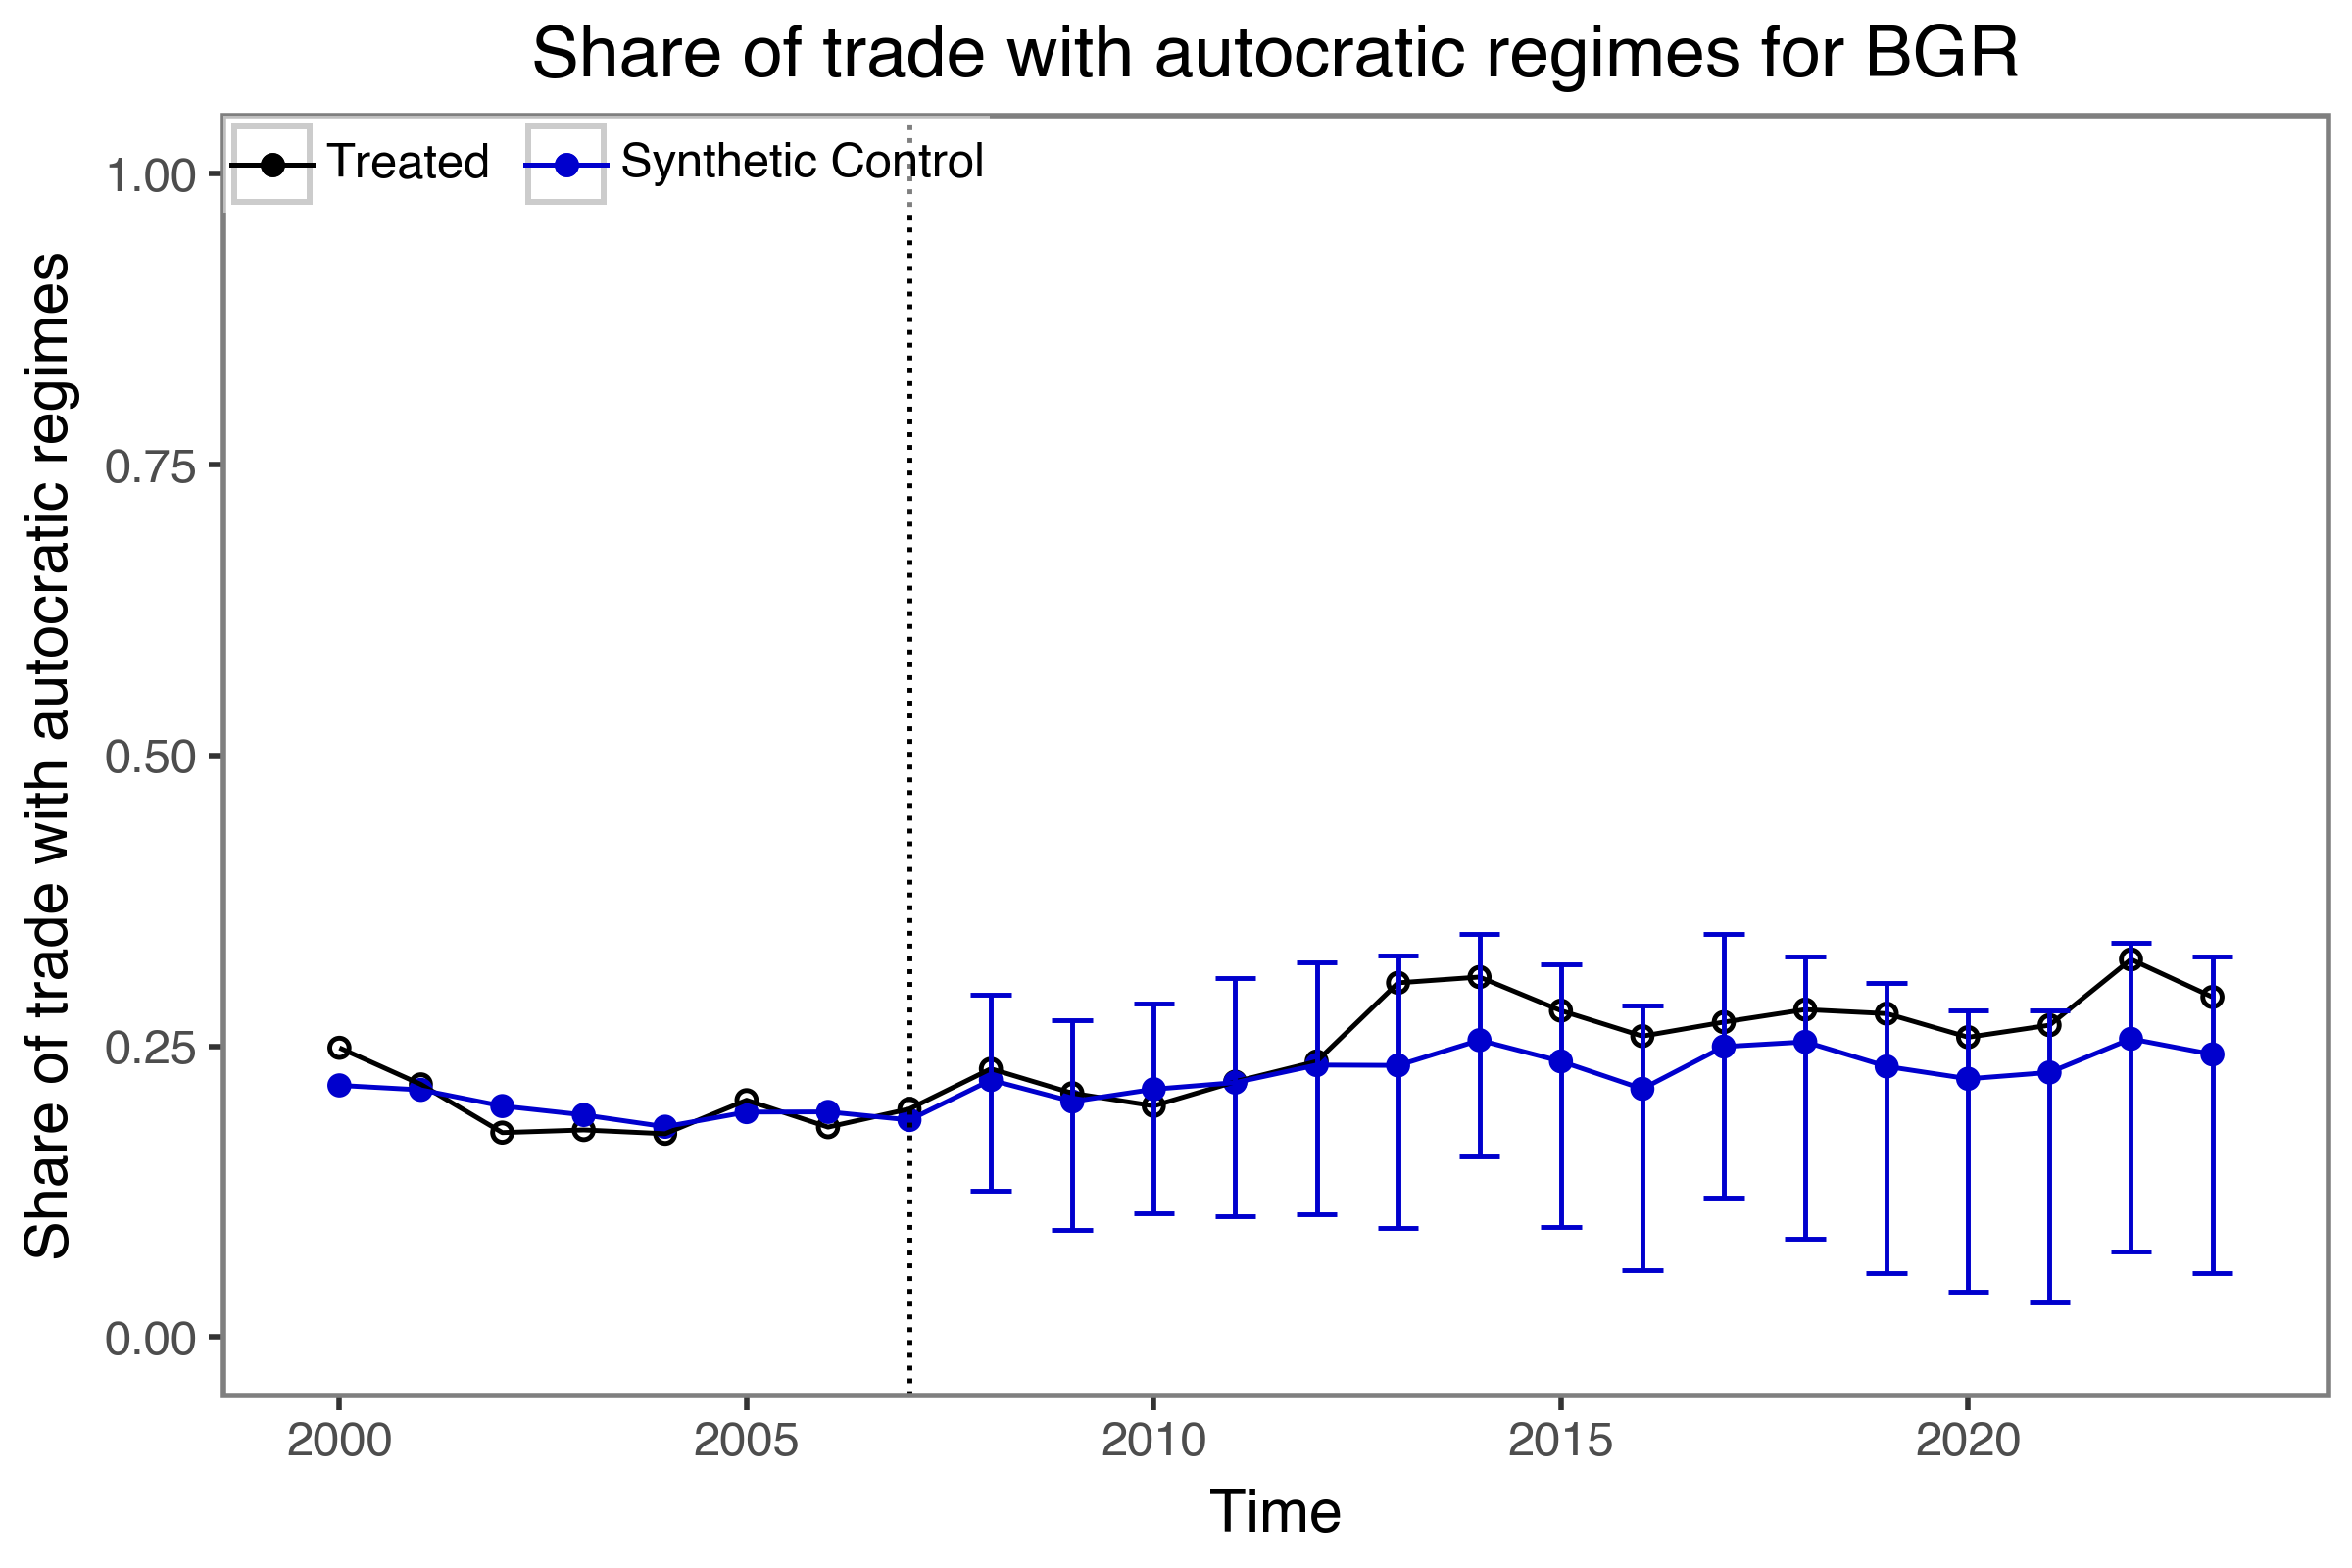 Share of trade with autocratic regimes for BGR
Treated
Synthetic Control
Share of trade with autocratic regimes
1.00
0.75
0.50
0.25
0.00
2000
2005
2010
2015
2020
Time